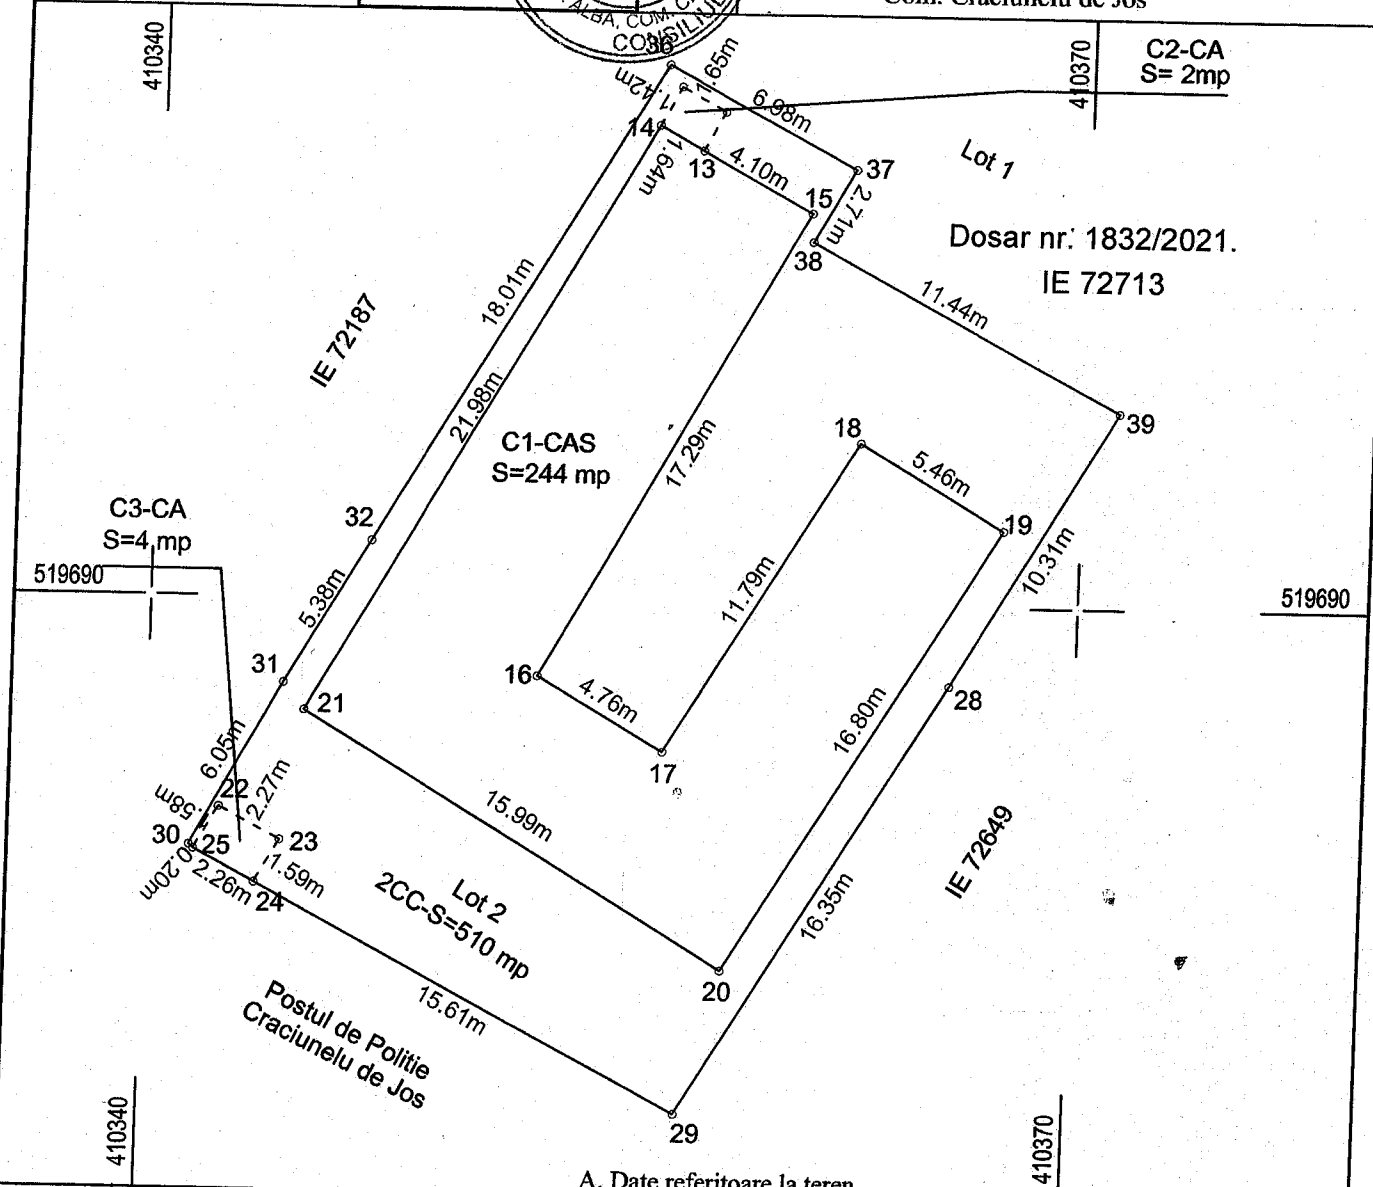 Com. Craciunelu de Jos
ALBA, COM. C
CONSILIUL
410340
410370
C2-CA
S= 2mp
36
1.65m
1.42m
6.98m
14
13
4.10m
1.64m
37
15
2.71m
38
Lot 1
Dosar nr. 1832/2021.
IE 72713
11.44m
18.01m
IE 72187
21.98m
C1-CAS
S=244 mp
17.29m
18
39
5.46m
19
C3-CA
S=4 mp
32
519690
519690
11.79m
10.31m
5.38m
31
16
4.76m
28
21
17
16.80m
6.05m
22
2.27m
.58m
15.99m
30
25
23
1.59m
0.20m
2.26m
24
Lot 2
2CC-S=510 mp
16.35m
IE 72649
20
15.61m
Postul de Politie
Craciunelu de Jos
29
410340
410370
A. Date referitoare la teren